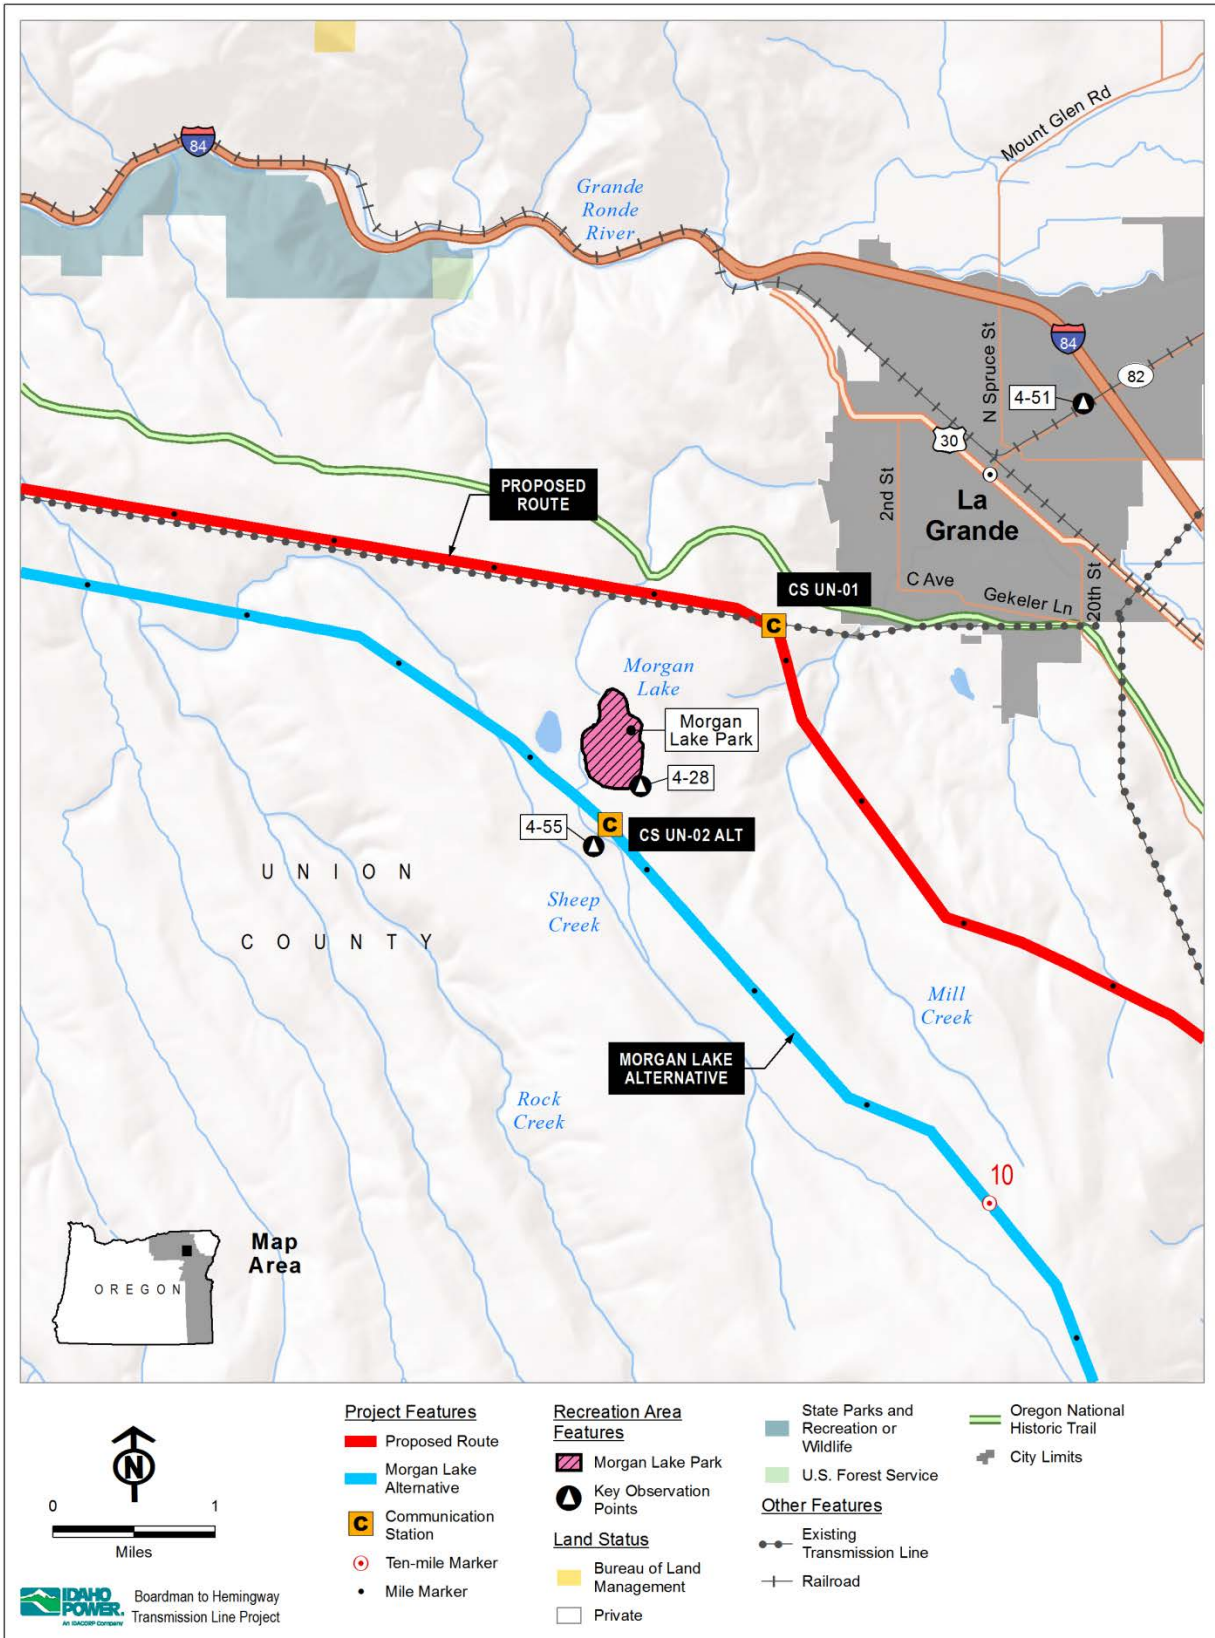 84
Mount Glen Rd
Grande
Ronde
River
N Spruce St
84
82
4-51
30
PROPOSED
ROUTE
2nd St
La
Grande
CS UN-01
C Ave
Gekeler Ln
20th St
C
Morgan
Lake
Morgan
Lake Park
4-28
C
4-55
CS UN-02 ALT
UNION
COUNTY
Sheep
Creek
Mill
Creek
MORGAN LAKE
ALTERNATIVE
Rock
Creek
10
Map
Area
OREGON
N
0 1
Miles
IDAHO
POWER.
An IDACORP Company
Boardman to Hemingway
Transmission Line Project
Project Features
Proposed Route
Morgan Lake
Alternative
C
Communication
Station
Ten-mile Marker
Mile Marker
Recreation Area
Features
Morgan Lake Park
Key Observation
Points
Land Status
Bureau of Land
Management
Private
State Parks and
Recreation or
Wildlife
U.S. Forest Service
Other Features
Existing
Transmission Line
Railroad
Oregon National
Historic Trail
City Limits